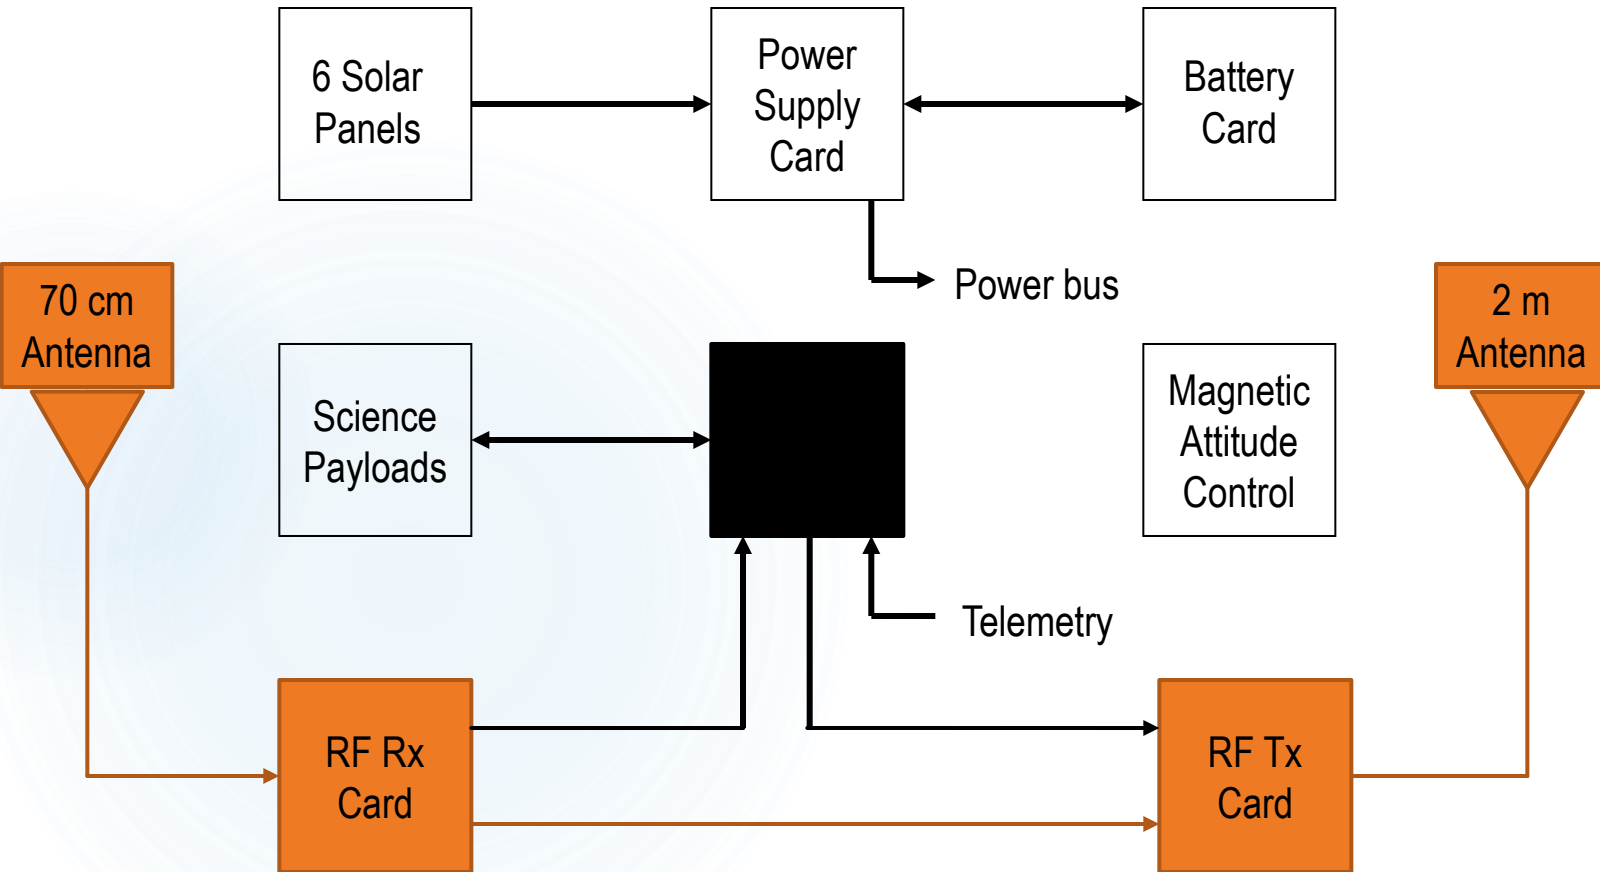 6 Solar
Panels
Power
Supply
Card
Battery
Card
Power bus
70 cm
Antenna
2 m
Antenna
Science
Payloads
Magnetic
Attitude
Control
Telemetry
RF Rx
Card
RF Tx
Card